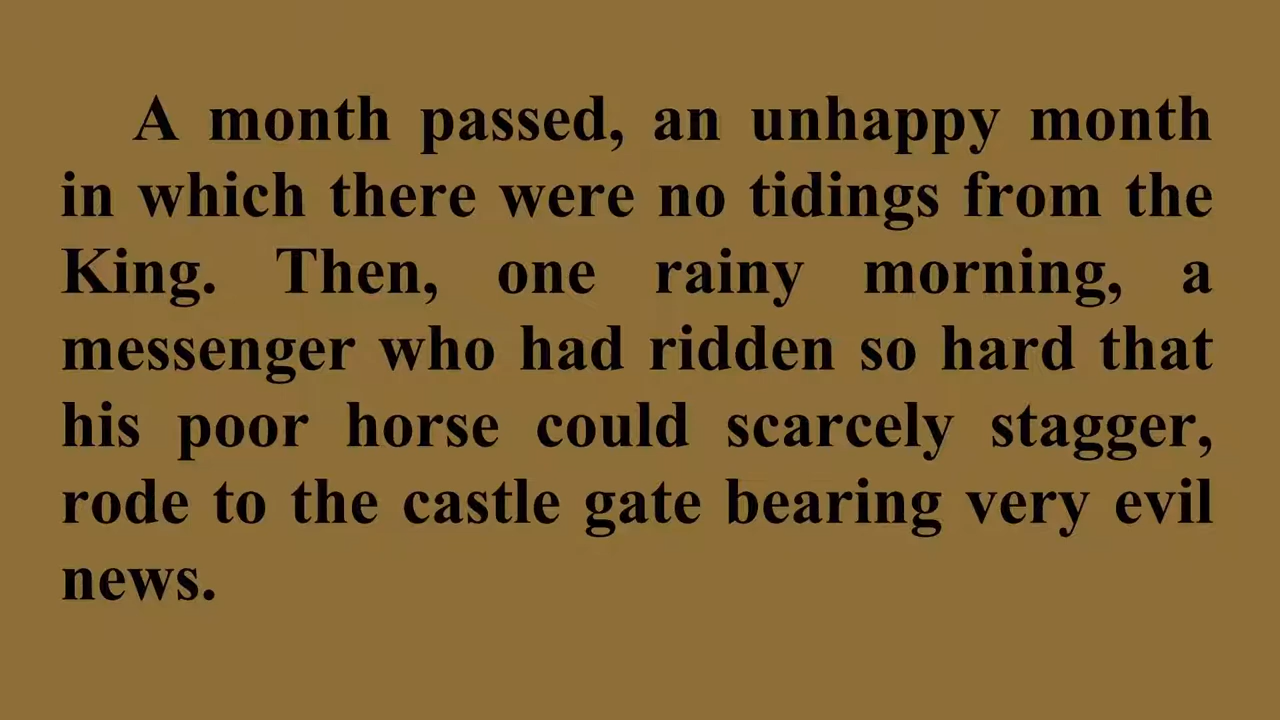 A month passed, an unhappy month
in which there were no tidings from the
King. Then, one rainy morning, a
messenger who had ridden so hard that
his poor horse could scarcely stagger,
rode to the castle gate bearing very evil
news.